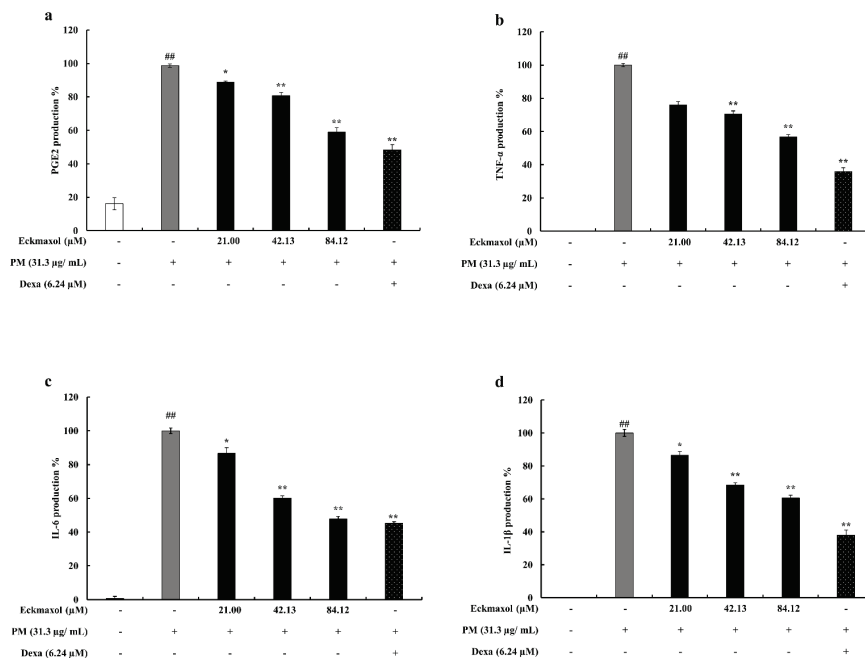 a
120
100
80
60
40
20
0
PGE2 production %
##
*
**
**
**
Eckmaxol (µM) - - 21.00 42.13 84.12 -
PM (31.3 µg/ mL) - + + + + +
Dexa (6.24 µM) - - - - - +
b
120
100
80
60
40
20
0
TNF-α production %
##
**
**
**
Eckmaxol (µM) - - 21.00 42.13 84.12 -
PM (31.3 µg/ mL) - + + + + +
Dexa (6.24 µM) - - - - - +
c
120
100
80
60
40
20
0
IL-6 production %
##
*
**
**
**
Eckmaxol (µM) - - 21.00 42.13 84.12 -
PM (31.3 µg/ mL) - + + + + +
Dexa (6.24 µM) - - - - - +
d
120
100
80
60
40
20
0
IL-1β production %
##
*
**
**
**
Eckmaxol (µM) - - 21.00 42.13 84.12 -
PM (31.3 µg/ mL) - + + + + +
Dexa (6.24 µM) - - - - - +